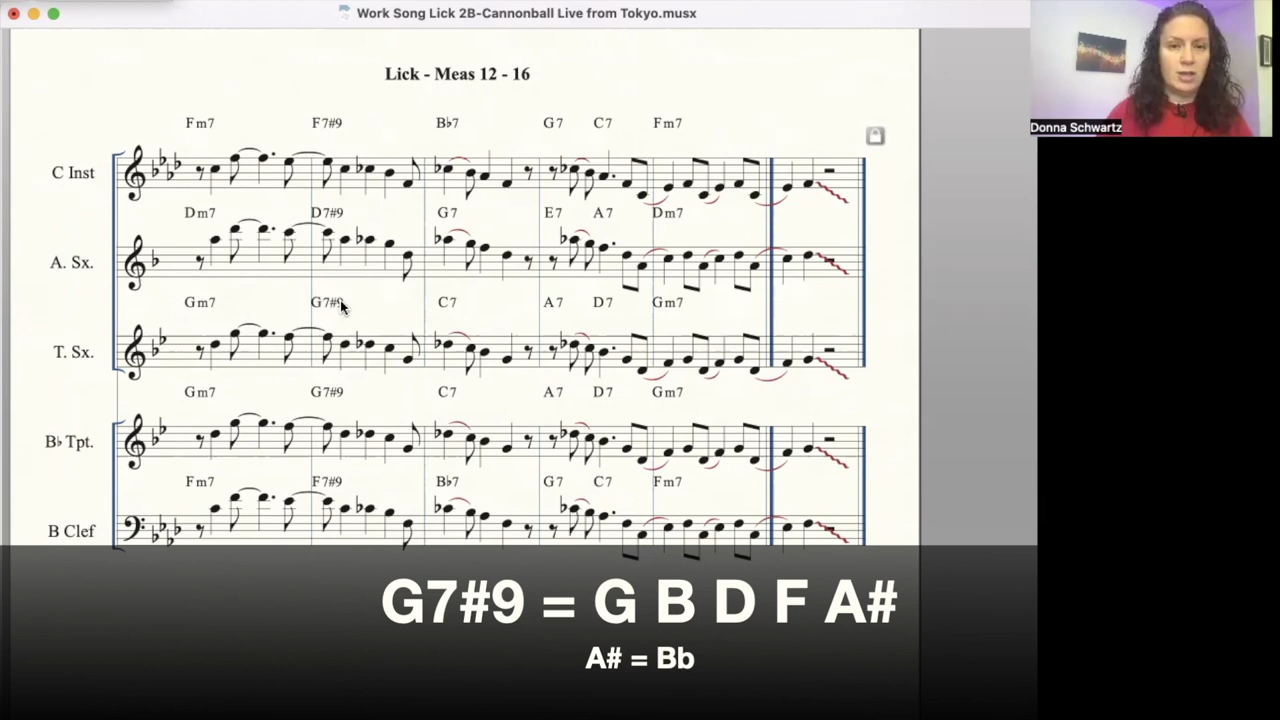 Work Song Lick 2B-Cannonball Live from Tokyo.musx
Donna Schwartz
Lick - Meas 12 - 16
Fm7 F7#9 B♭7 G7 C7 Fm7
C Inst
Dm7 D7#9 G7 E7 A7 Dm7
A. Sx.
Gm7 G7#9 C7 A7 D7 Gm7
T. Sx.
Gm7 G7#9 C7 A7 D7 Gm7
B♭ Tpt.
Fm7 F7#9 B♭7 G7 C7 Fm7
B Clef
G7#9 = G B D F A#
A# = Bb